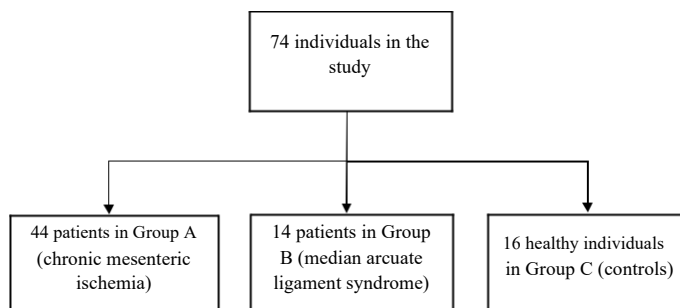 74 individuals in the
study
44 patients in Group A
(chronic mesenteric
ischemia)
14 patients in Group
B (median arcuate
ligament syndrome)
16 healthy individuals
in Group C (controls)